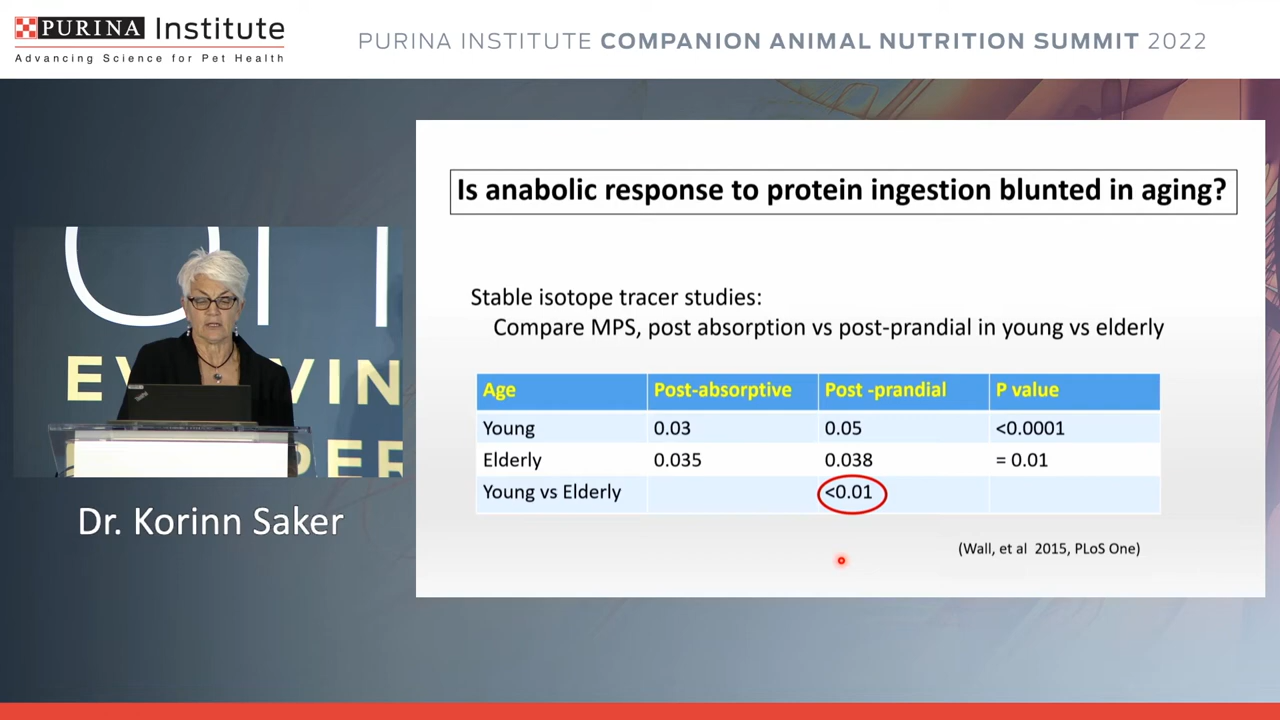 PURINA Institute
Advancing Science for Pet Health
PURINA INSTITUTE COMPANION ANIMAL NUTRITION SUMMIT 2022
Is anabolic response to protein ingestion blunted in aging?
Stable isotope tracer studies:
Compare MPS, post absorption vs post-prandial in young vs elderly
Age Post-absorptive Post -prandial P value
Young 0.03 0.05 <0.0001
Elderly 0.035 0.038 = 0.01
Young vs Elderly <0.01
(Wall, et al 2015, PLoS One)
Dr. Korinn Saker